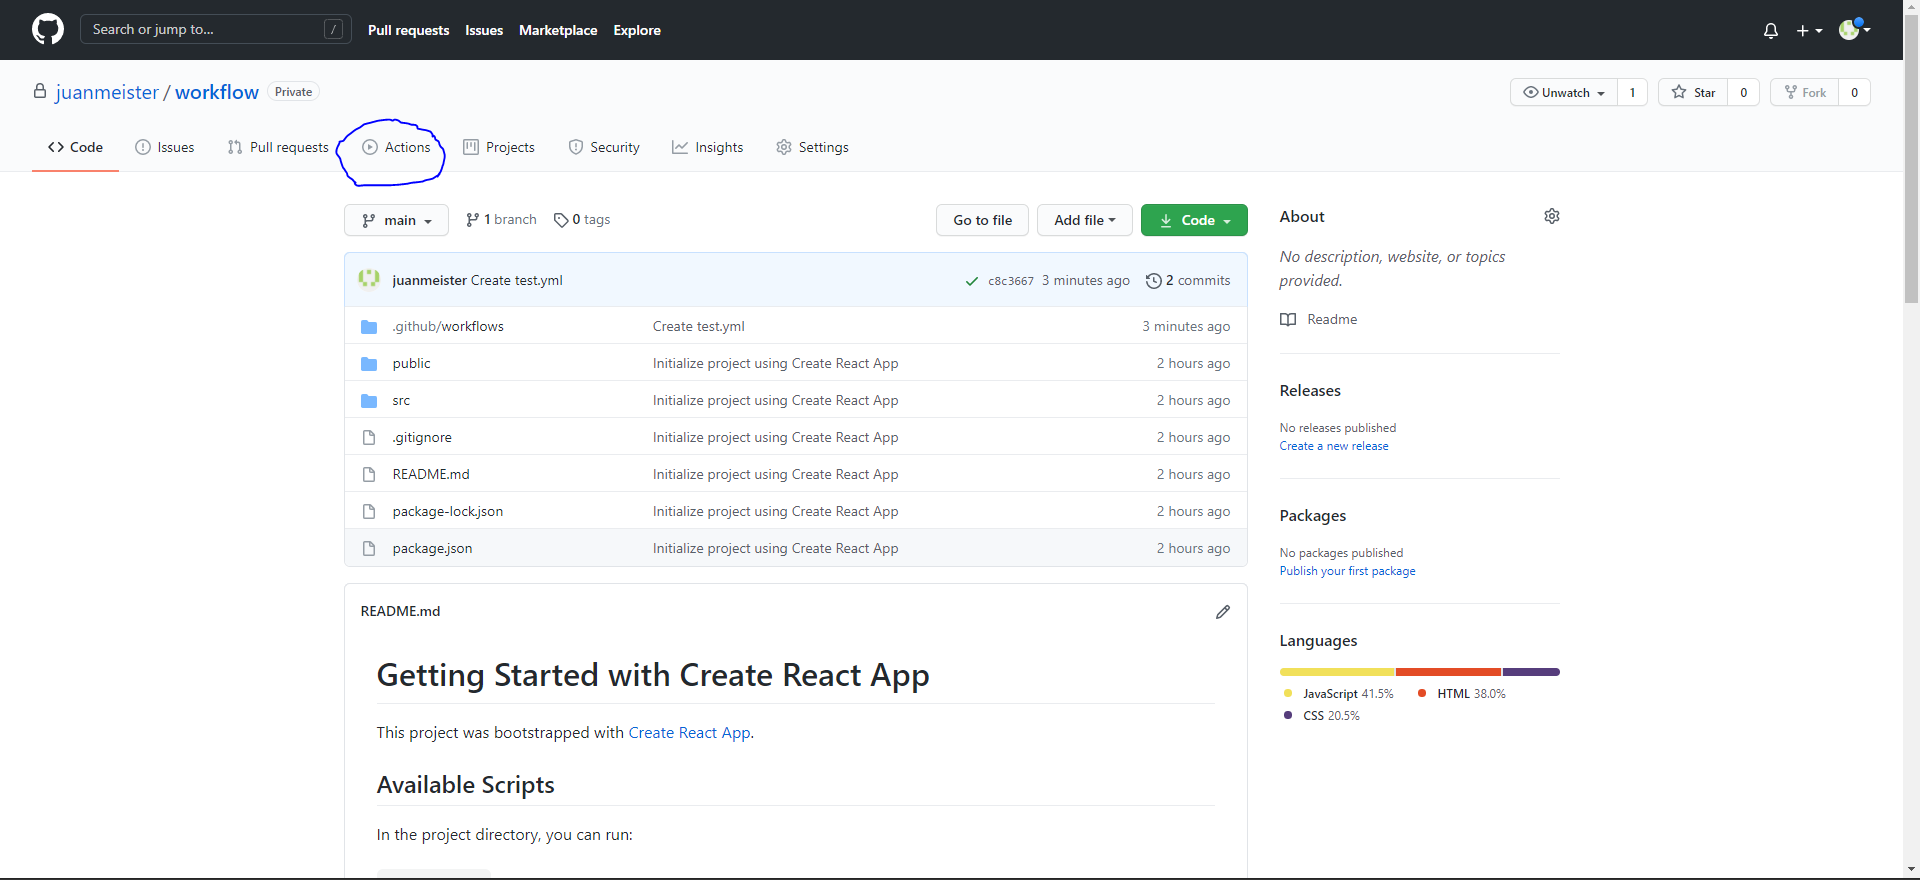 Search or jump to... /
Pull requests Issues Marketplace Explore
juanmeister / workflow Private
Unwatch 1 Star 0 Fork 0
Code Issues Pull requests Actions Projects Security Insights Settings
main 1 branch 0 tags
Go to file Add file Code
juanmeister Create test.yml c8c3667 3 minutes ago 2 commits
.github/workflows Create test.yml 3 minutes ago
public Initialize project using Create React App 2 hours ago
src Initialize project using Create React App 2 hours ago
.gitignore Initialize project using Create React App 2 hours ago
README.md Initialize project using Create React App 2 hours ago
package-lock.json Initialize project using Create React App 2 hours ago
package.json Initialize project using Create React App 2 hours ago
README.md
Getting Started with Create React App
This project was bootstrapped with Create React App.
Available Scripts
In the project directory, you can run:
About
No description, website, or topics
provided.
Readme
Releases
No releases published
Create a new release
Packages
No packages published
Publish your first package
Languages
JavaScript 41.5% HTML 38.0%
CSS 20.5%